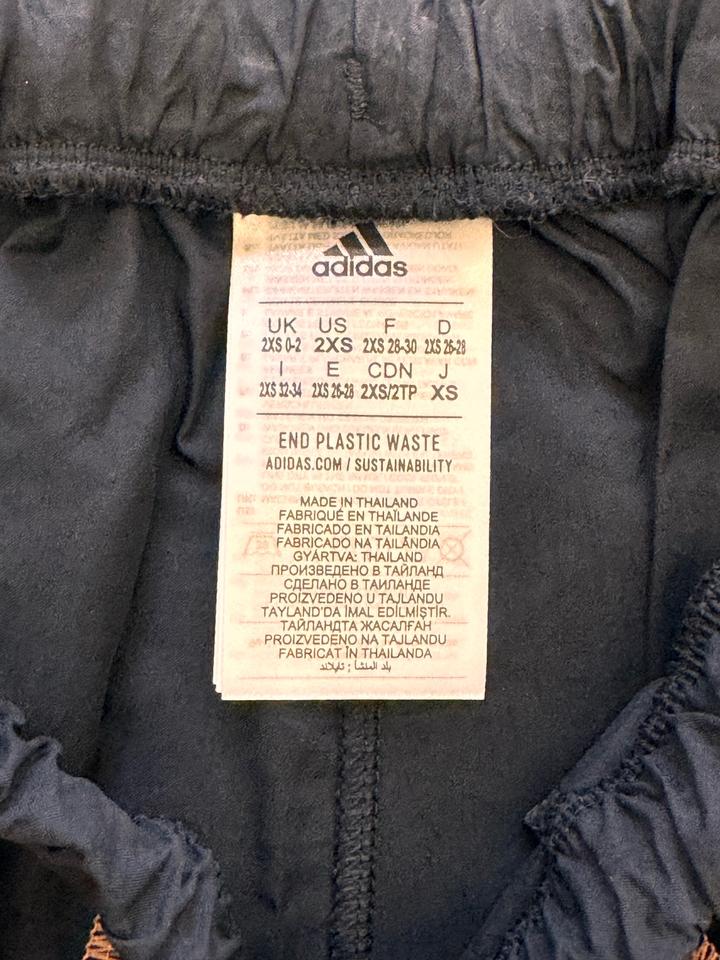 adidas
UK US F D
2XS 0-2 2XS 2XS 28-30 2XS 26-28
I E CDN J
2XS 32-34 2XS 26-28 2XS/2TP XS
END PLASTIC WASTE
ADIDAS.COM / SUSTAINABILITY
MADE IN THAILAND
FABRIQUÉ EN THAÏLANDE
FABRICADO EN TAILANDIA
FABRICADO NA TAILÂNDIA
GYÁRTVA: THAILAND
ПРОИЗВЕДЕНО В ТАЙЛАНД
СДЕЛАНО В ТАИЛАНДЕ
PROIZVEDENO U TAJLANDU
TAYLAND'DA İMAL EDİLMİŞTİR.
ТАЙЛАНДТА ЖАСАЛҒАН
PROIZVEDENO NA TAJLANDU
FABRICAT ÎN THAILANDA
بلد المنشأ : تايلاند